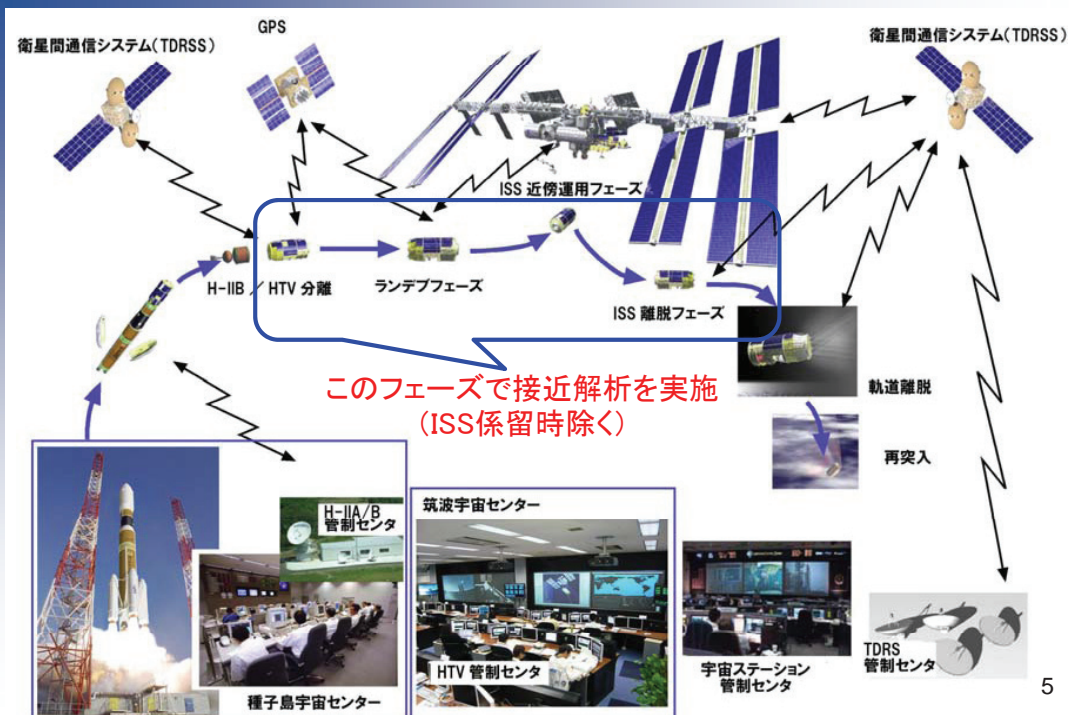 衛星間通信システム(TDRSS)
GPS
衛星間通信システム(TDRSS)
ISS 近傍運用フェーズ
H-IIB / HTV 分離
ランデブフェーズ
ISS 離脱フェーズ
このフェーズで接近解析を実施
(ISS係留時除く)
軌道離脱
再突入
H-IIA/B
管制センタ
種子島宇宙センター
筑波宇宙センター
HTV 管制センタ
宇宙ステーション
管制センタ
TDRS
管制センタ
5